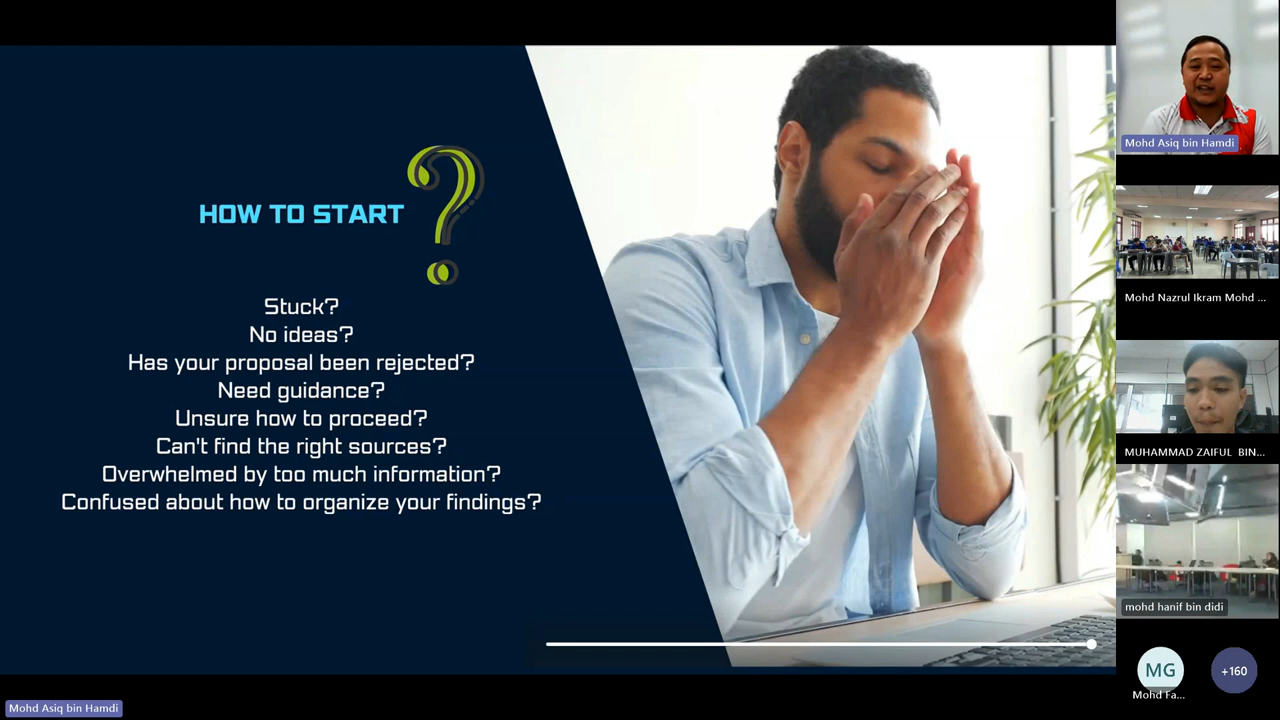 HOW TO START
?
Stuck?
No ideas?
Has your proposal been rejected?
Need guidance?
Unsure how to proceed?
Can't find the right sources?
Overwhelmed by too much information?
Confused about how to organize your findings?
Mohd Asiq bin Hamdi
Mohd Asiq bin Hamdi
Mohd Nazrul Ikram Mohd ...
MUHAMMAD ZAIFUL BIN...
mohd hanif bin didi
MG
Mohd Fa...
+160